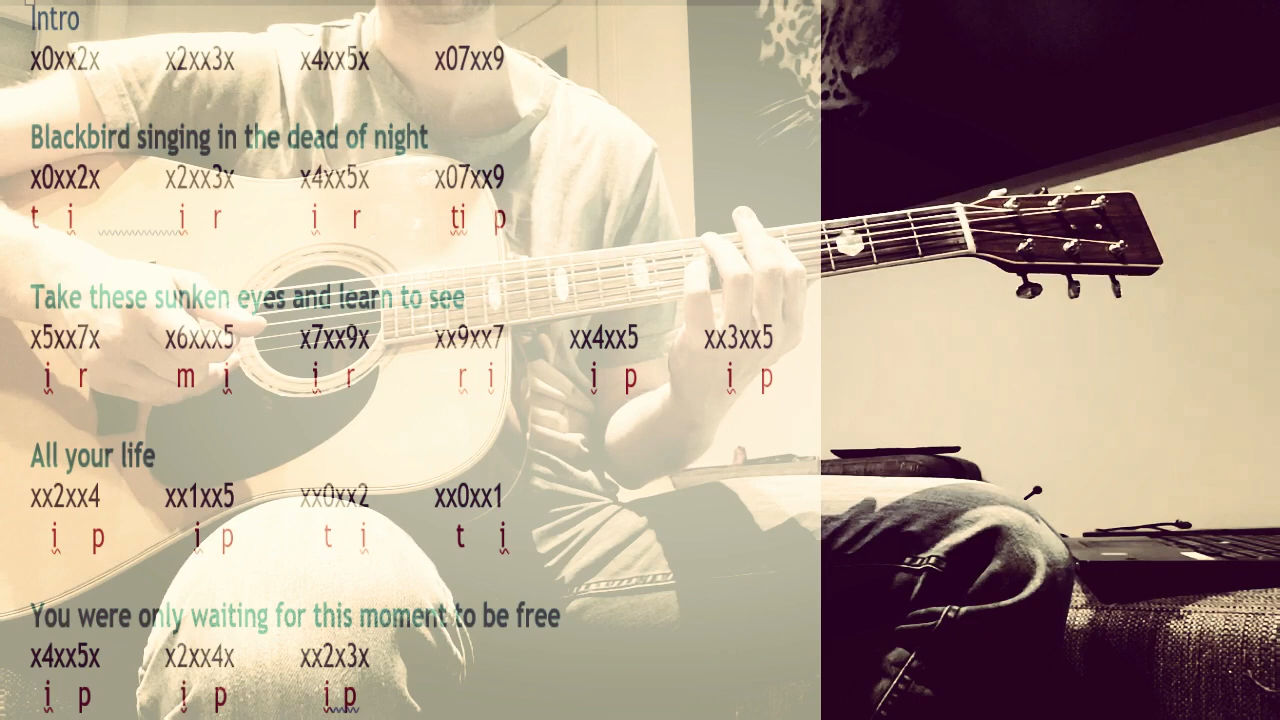 Intro
x0xx2x x2xx3x x4xx5x x07xx9
Blackbird singing in the dead of night
x0xx2x x2xx3x x4xx5x x07xx9
t i i r i r ti p
Take these sunken eyes and learn to see
x5xx7x x6xxx5 x7xx9x xx9xx7 xx4xx5 xx3xx5
i r m i i r r i i p i p
All your life
xx2xx4 xx1xx5 xx0xx2 xx0xx1
i p i p t i t i
You were only waiting for this moment to be free
x4xx5x x2xx4x xx2x3x
i p i p i p